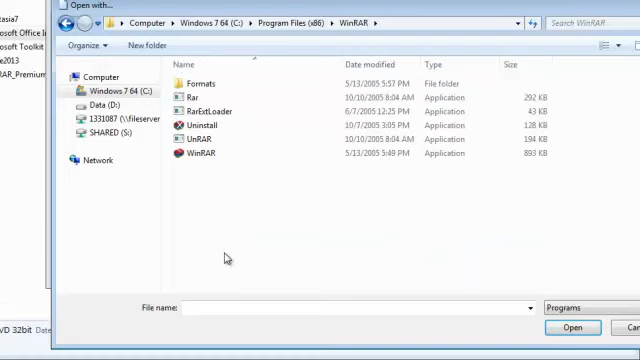 Open with...
Computer Windows 7 64 (C:) Program Files (x86) WinRAR Search WinRAR
Organize New folder
Name Date modified Type Size
tasia7
osoft Office In
osoft Toolkit
e2013
AR_Premium
Computer
Windows 7 64 (C:)
Data (D:)
1331087 (\\fileserver
SHARED (S:)
Network
Formats 5/13/2005 5:57 PM File folder
Rar 10/10/2005 8:04 AM Application 292 KB
RarExtLoader 6/7/2005 12:25 PM Application 43 KB
Uninstall 10/7/2005 3:05 PM Application 128 KB
UnRAR 10/10/2005 8:04 AM Application 194 KB
WinRAR 5/13/2005 5:49 PM Application 893 KB
File name: Programs
Open Can
VD 32bit Date